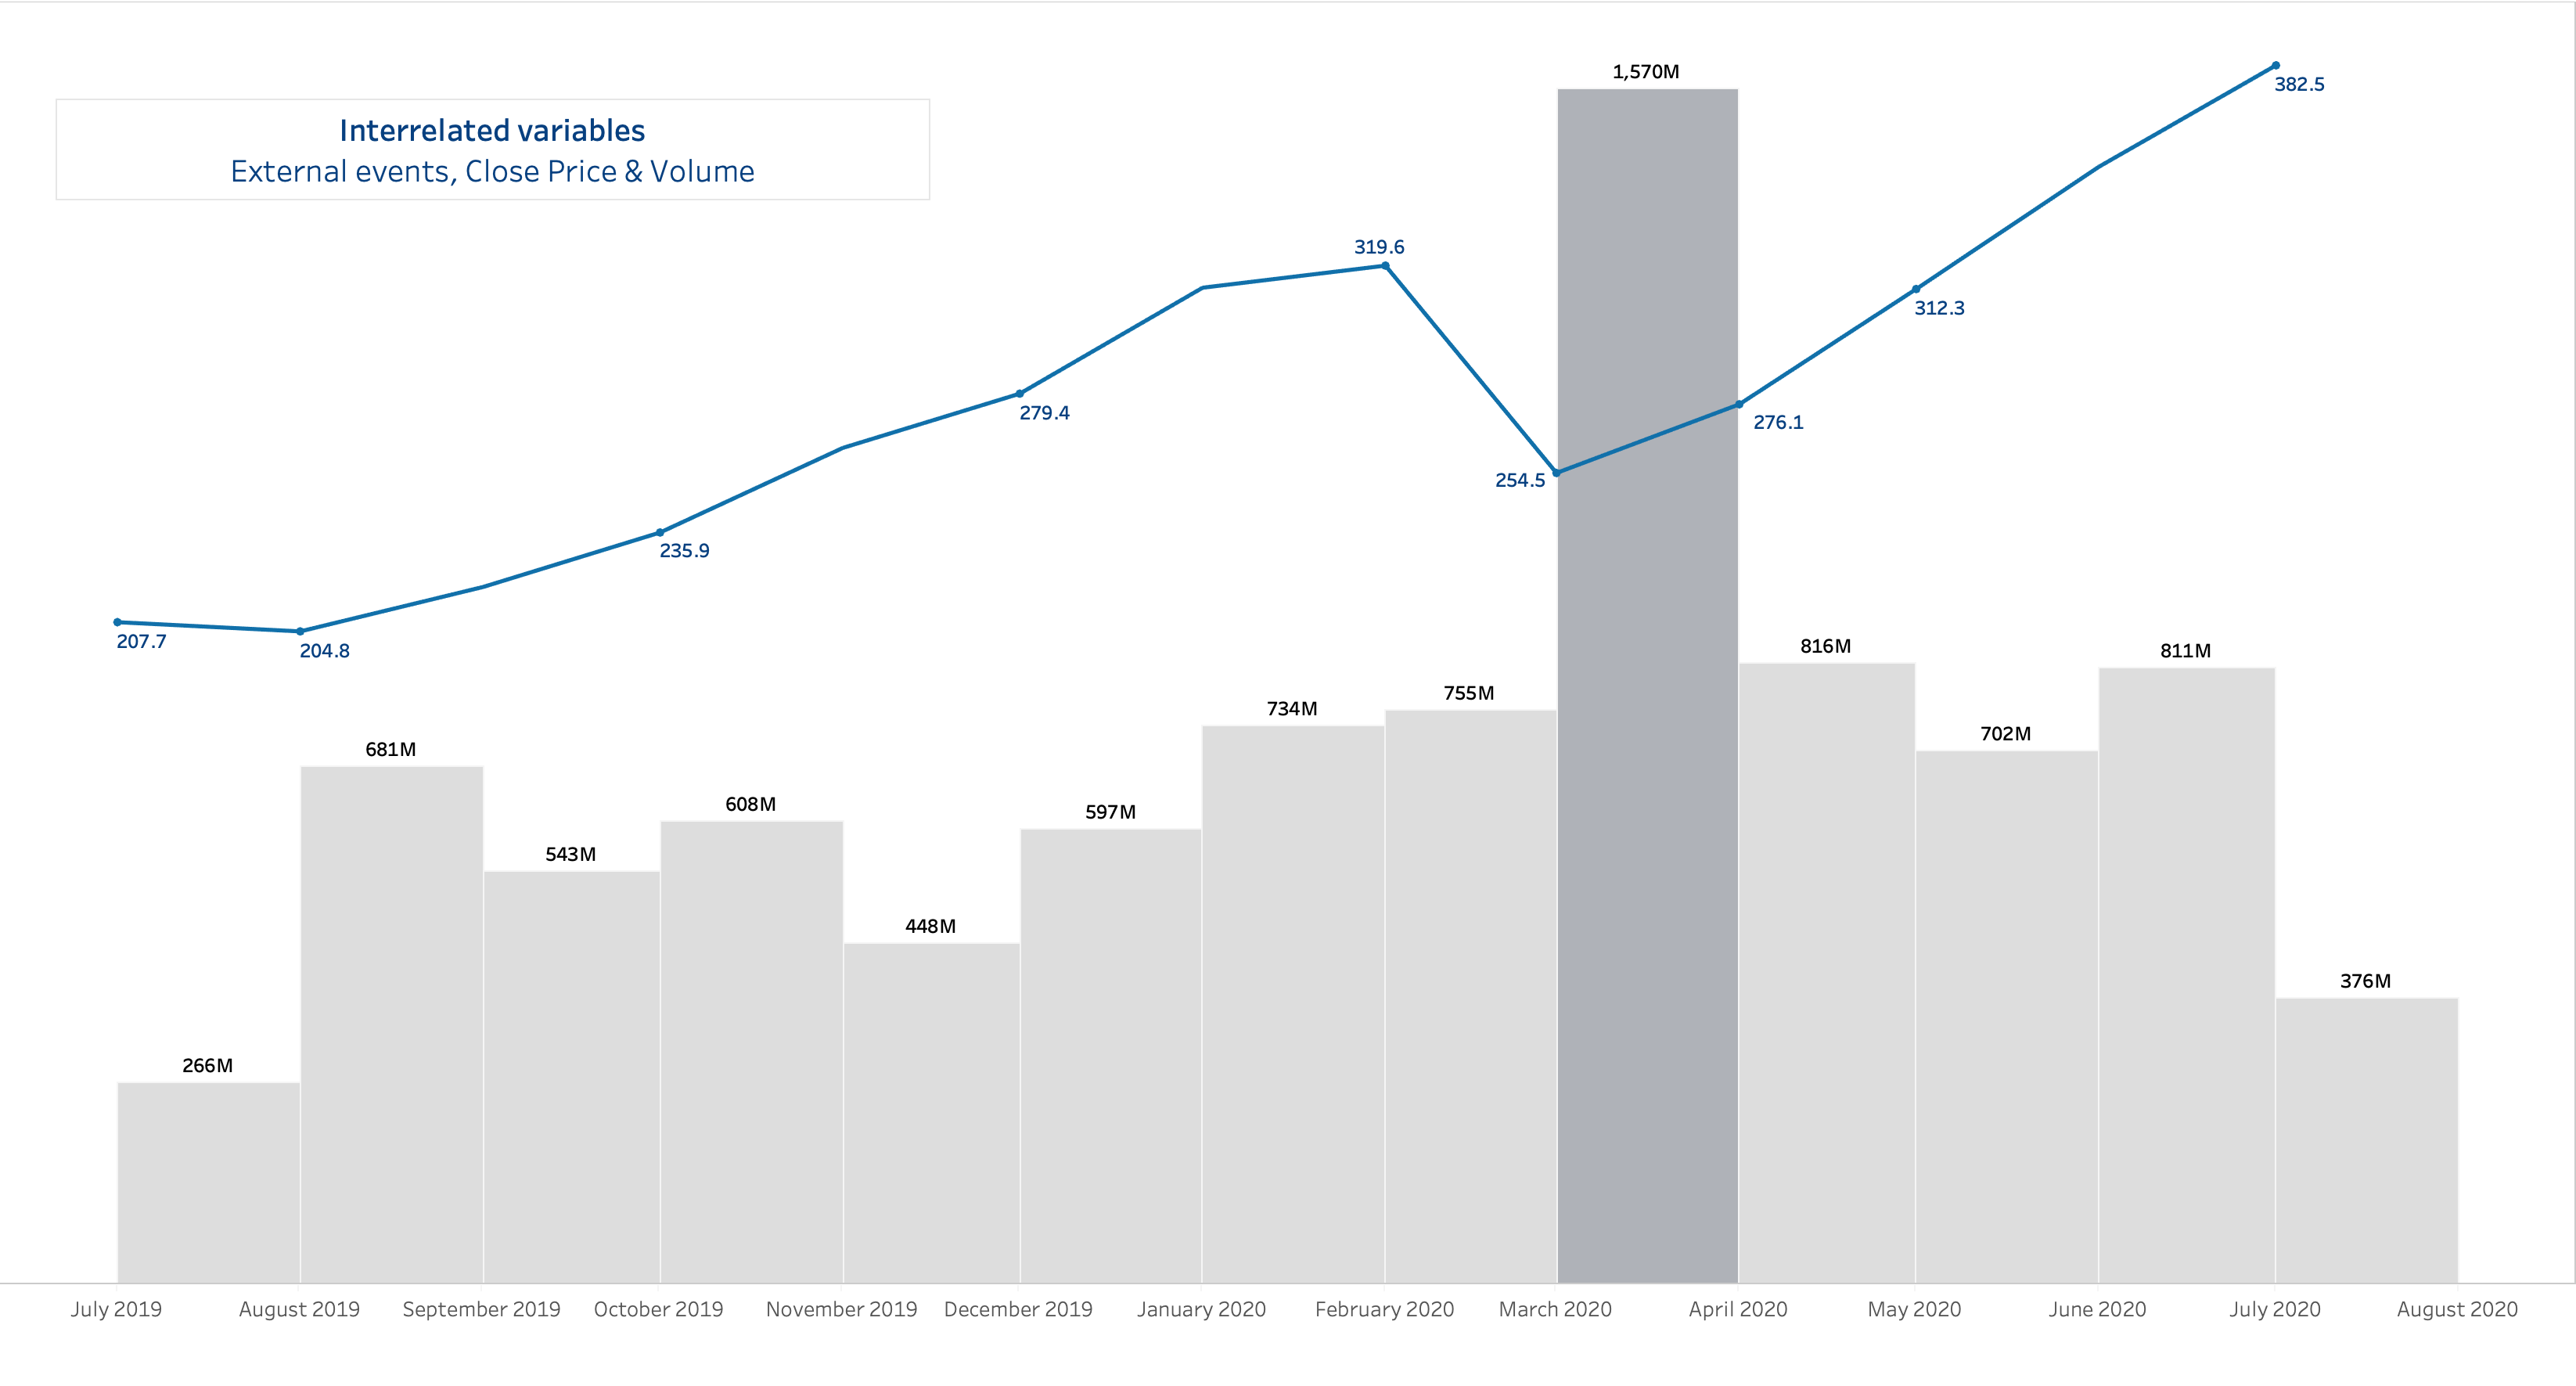 1,570M
382.5
Interrelated variables
External events, Close Price & Volume
319.6
312.3
279.4
276.1
254.5
235.9
207.7
204.8
816M
811M
755M
734M
702M
681M
608M
597M
543M
448M
376M
266M
July 2019 August 2019 September 2019 October 2019 November 2019 December 2019 January 2020 February 2020 March 2020 April 2020 May 2020 June 2020 July 2020 August 2020